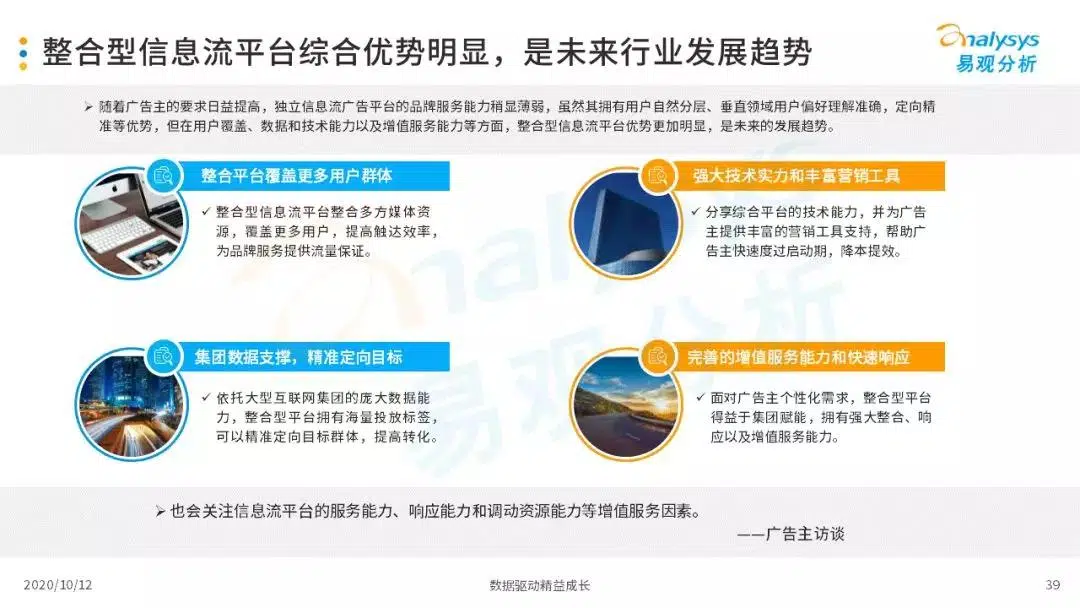 整合型信息流平台综合优势明显，是未来行业发展趋势
analysys
易观分析
➢ 随着广告主的要求日益提高，独立信息流广告平台的品牌服务能力稍显薄弱，虽然其拥有用户自然分层、垂直领域用户偏好理解准确，定向精
准等优势，但在用户覆盖、数据和技术能力以及增值服务能力等方面，整合型信息流平台优势更加明显，是未来的发展趋势。
整合平台覆盖更多用户群体
✓ 整合型信息流平台整合多方媒体资
源，覆盖更多用户，提高触达效率，
为品牌服务提供流量保证。
强大技术实力和丰富营销工具
✓ 分享综合平台的技术能力，并为广告
主提供丰富的营销工具支持，帮助广
告主快速度过启动期，降本提效。
集团数据支撑，精准定向目标
✓ 依托大型互联网集团的庞大数据能
力，整合型平台拥有海量投放标签，
可以精准定向目标群体，提高转化。
完善的增值服务能力和快速响应
✓ 面对广告主个性化需求，整合型平台
得益于集团赋能，拥有强大整合、响
应以及增值服务能力。
analysys
易观分析
➢ 也会关注信息流平台的服务能力、响应能力和调动资源能力等增值服务因素。
——广告主访谈
2020/10/12
数据驱动精益成长
39